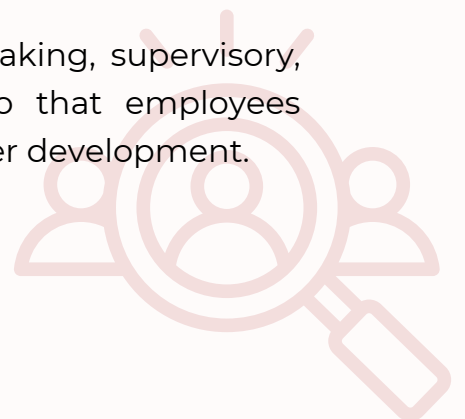 aking, supervisory,
that employees
er development.